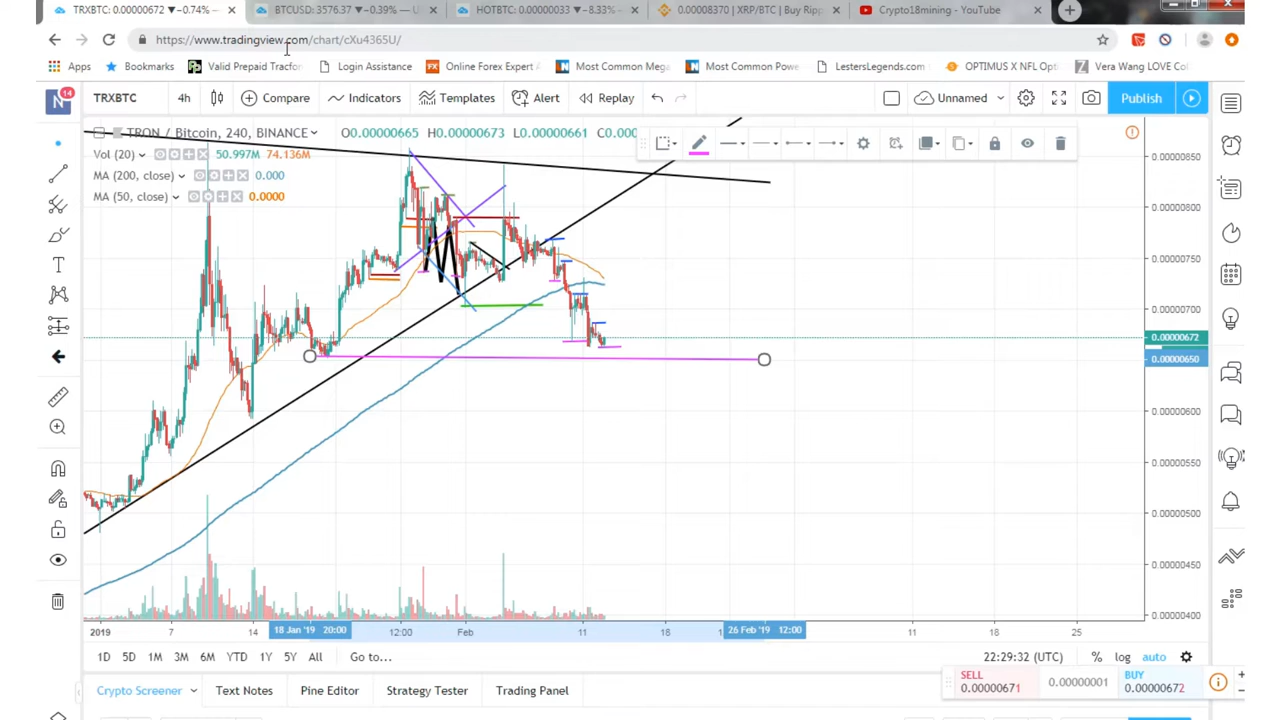 TRXBTC: 0.00000672 ▼−0.74% —
BTCUSD: 3576.37 ▼−0.39% — U
HOTBTC: 0.00000033 ▼−8.33% —
0.00008370 | XRP/BTC | Buy Ripp
Crypto18mining - YouTube
https://www.tradingview.com/chart/cXu4365U/
Apps
Bookmarks
Valid Prepaid Tracfon
Login Assistance
Online Forex Expert A
Most Common Mega
Most Common Powe
LestersLegends.com
OPTIMUS X NFL Opti
Vera Wang LOVE Col
N
14
TRXBTC
4h
Compare
Indicators
Templates
Alert
Replay
Unnamed
Publish
TRON / Bitcoin, 240, BINANCE
O0.00000665 H0.00000673 L0.00000661
Vol (20) 50.997M 74.136M
MA (200, close) 0.000
MA (50, close) 0.0000
0.00000850
0.00000800
0.00000750
0.00000700
0.00000672
0.00000650
0.00000600
0.00000550
0.00000500
0.00000450
0.00000400
2019 7 14 18 Jan '19 20:00 12:00 Feb 11 18 26 Feb '19 12:00 11 18 25
1D 5D 1M 3M 6M YTD 1Y 5Y All Go to...
22:29:32 (UTC) % log auto
Crypto Screener
Text Notes
Pine Editor
Strategy Tester
Trading Panel
SELL
0.00000671
0.00000001
BUY
0.00000672